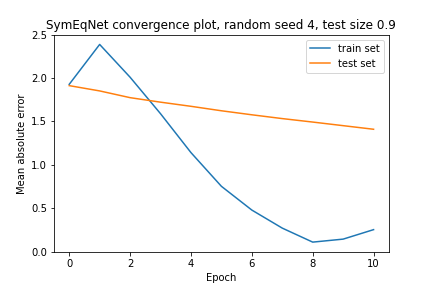 SymEqNet convergence plot, random seed 4, test size 0.9
train set
test set
Mean absolute error
2.5
2.0
1.5
1.0
0.5
0.0
0 2 4 6 8 10
Epoch